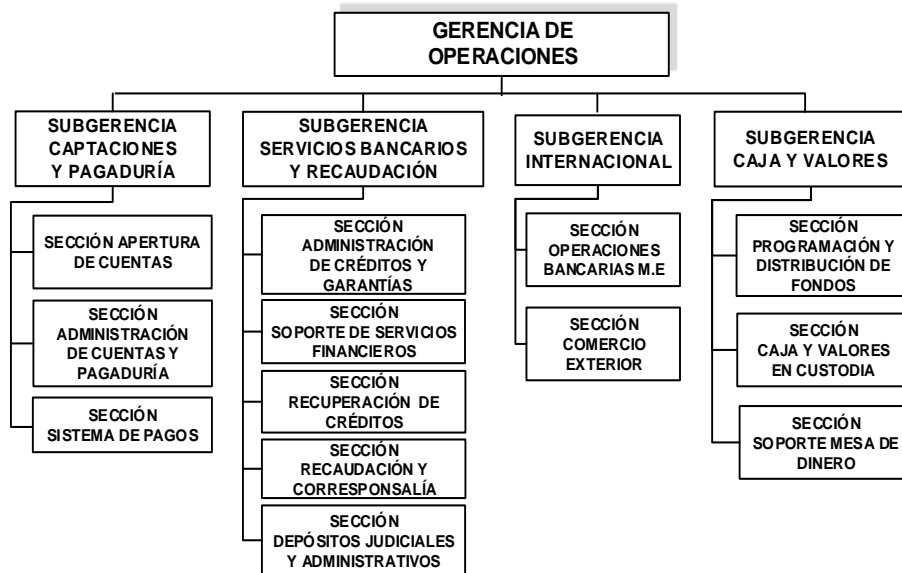 GERENCIA DE
OPERACIONES
SUBGERENCIA
CAPTACIONES
Y PAGADURÍA
SECCIÓN APERTURA
DE CUENTAS
SECCIÓN
ADMINISTRACIÓN
DE CUENTAS Y
PAGADURÍA
SECCIÓN
SISTEMA DE PAGOS
SUBGERENCIA
SERVICIOS BANCARIOS
Y RECAUDACIÓN
SECCIÓN
ADMINISTRACIÓN
DE CRÉDITOS Y
GARANTÍAS
SECCIÓN
SOPORTE DE SERVICIOS
FINANCIEROS
SECCIÓN
RECUPERACIÓN DE
CRÉDITOS
SECCIÓN
RECAUDACIÓN Y
CORRESPONSALÍA
SECCIÓN
DEPÓSITOS JUDICIALES
Y ADMINISTRATIVOS
SUBGERENCIA
INTERNACIONAL
SECCIÓN
OPERACIONES
BANCARIAS M.E
SECCIÓN
COMERCIO
EXTERIOR
SUBGERENCIA
CAJA Y VALORES
SECCIÓN
PROGRAMACIÓN Y
DISTRIBUCIÓN DE
FONDOS
SECCIÓN
CAJA Y VALORES
EN CUSTODIA
SECCIÓN
SOPORTE MESA DE
DINERO